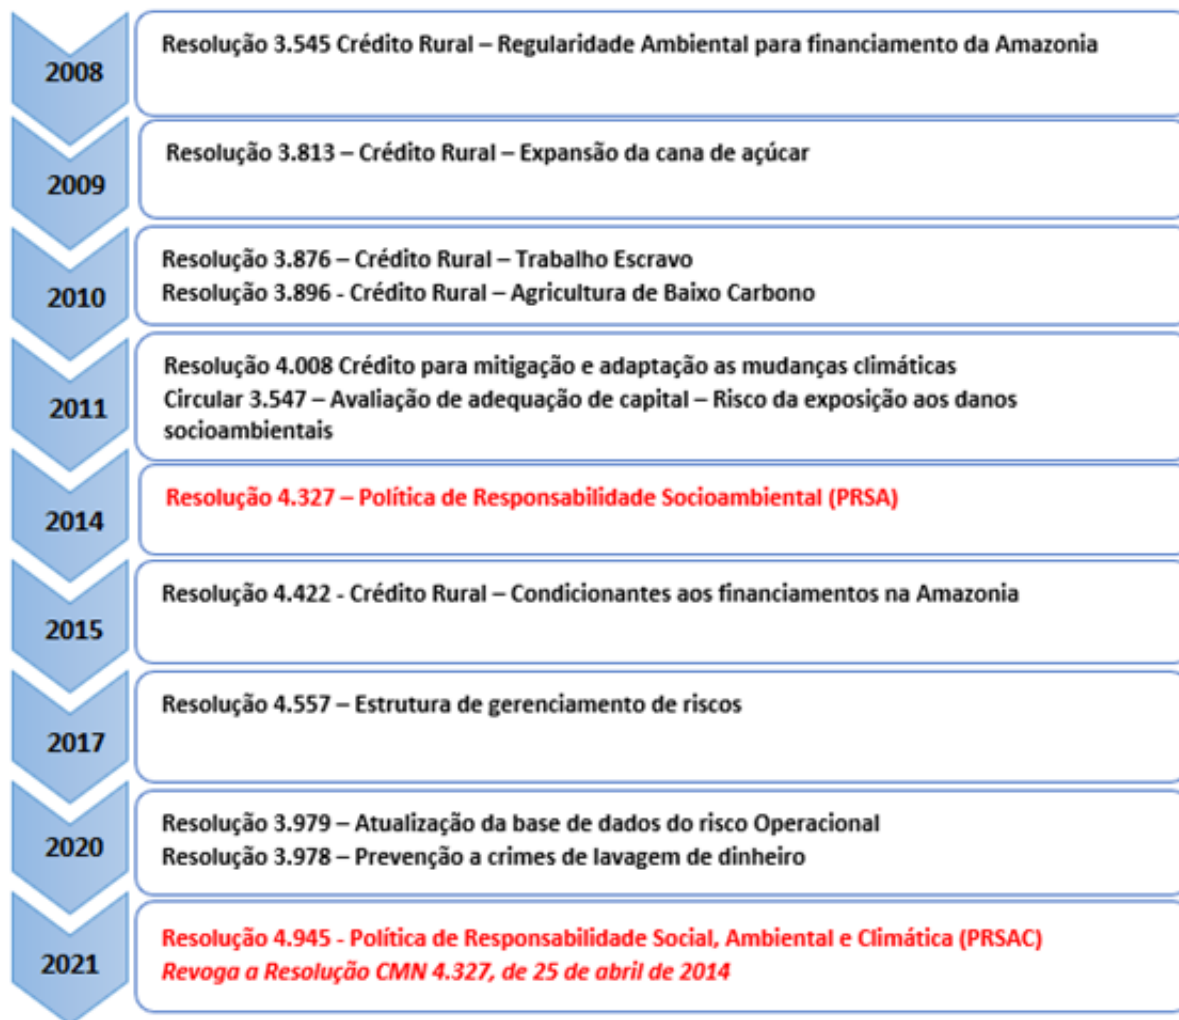 2008
Resolução 3.545 Crédito Rural – Regularidade Ambiental para financiamento da Amazonia
2009
Resolução 3.813 – Crédito Rural – Expansão da cana de açúcar
2010
Resolução 3.876 – Crédito Rural – Trabalho Escravo
Resolução 3.896 - Crédito Rural – Agricultura de Baixo Carbono
2011
Resolução 4.008 Crédito para mitigação e adaptação as mudanças climáticas
Circular 3.547 – Avaliação de adequação de capital – Risco da exposição aos danos
socioambientais
2014
Resolução 4.327 – Política de Responsabilidade Socioambiental (PRSA)
2015
Resolução 4.422 - Crédito Rural – Condicionantes aos financiamentos na Amazonia
2017
Resolução 4.557 – Estrutura de gerenciamento de riscos
2020
Resolução 3.979 – Atualização da base de dados do risco Operacional
Resolução 3.978 – Prevenção a crimes de lavagem de dinheiro
2021
Resolução 4.945 - Política de Responsabilidade Social, Ambiental e Climática (PRSAC)
Revoga a Resolução CMN 4.327, de 25 de abril de 2014